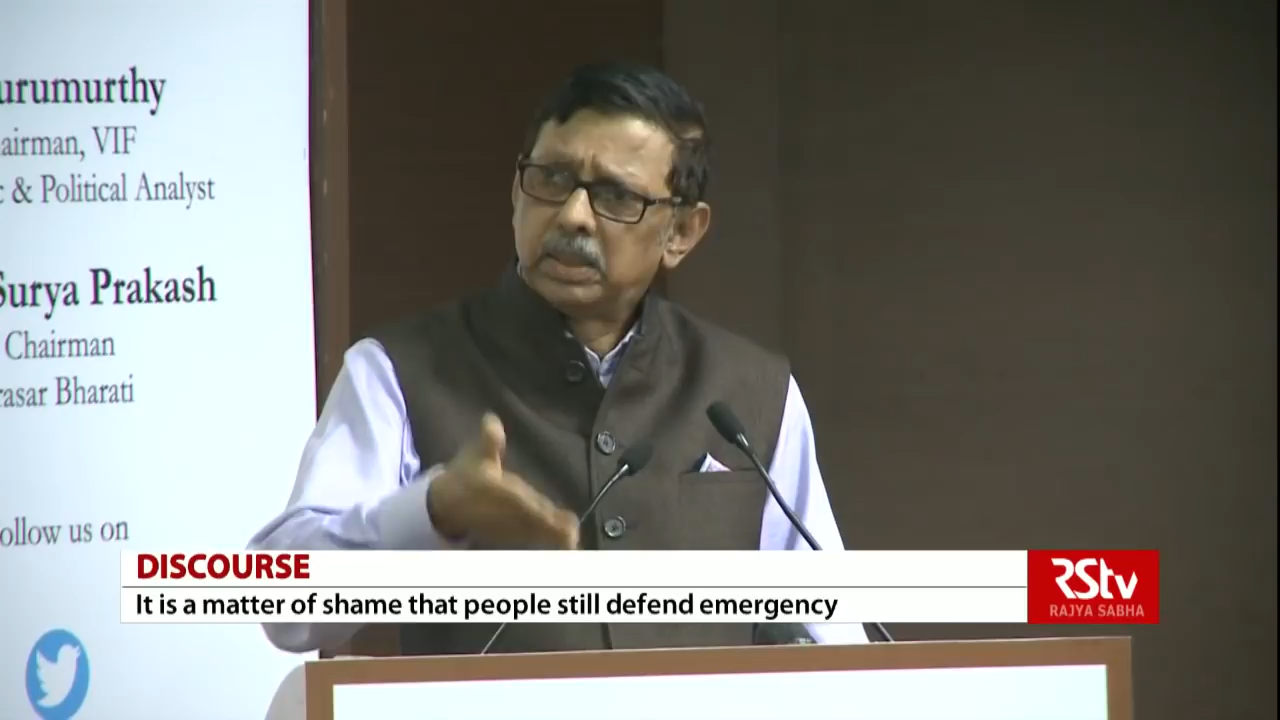 urumurthy
airman, VIF
c & Political Analyst
Surya Prakash
Chairman
rasar Bharati
ollow us on
DISCOURSE
It is a matter of shame that people still defend emergency
RStv
RAJYA SABHA